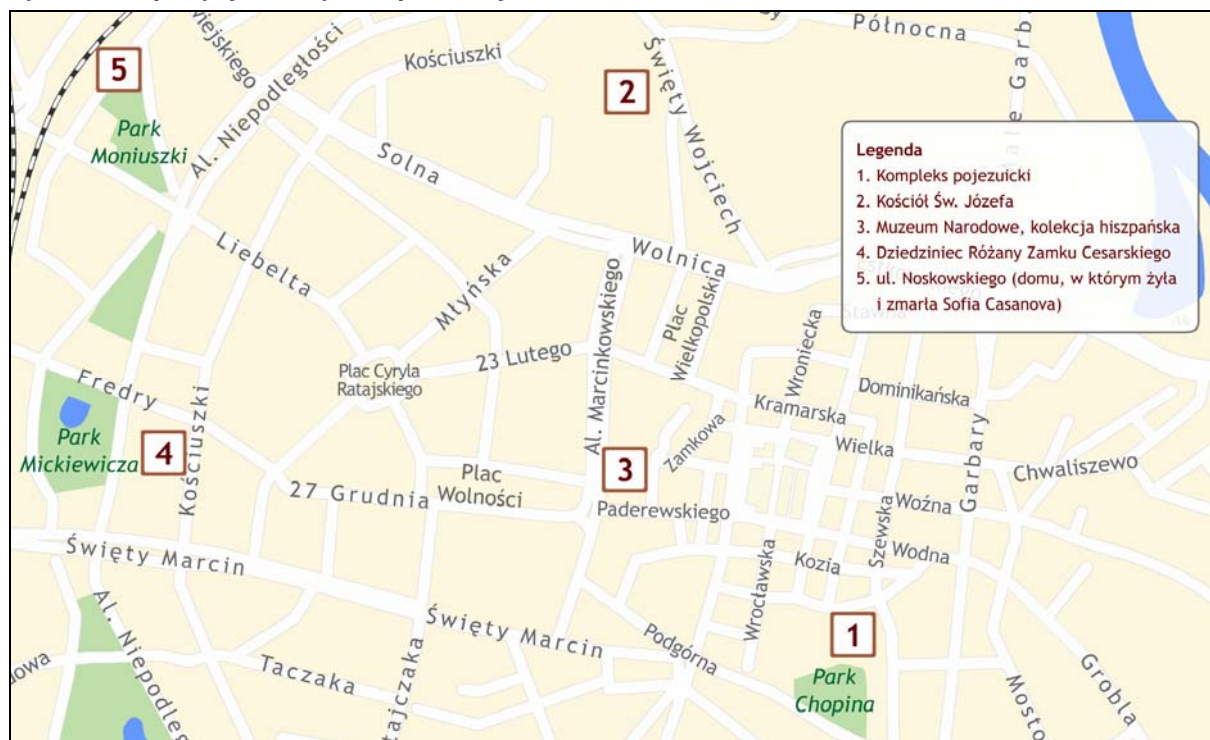 Północna
Kościuszki
Al. Niepodległości
Święty Wojciech
Solna
Park
Moniuszki
Liebelta
Młyńska
Wolnica
Al. Marcinkowskiego
Plac
Wielkopolski
23 Lutego
Plac Cyryla
Ratajskiego
Fredry
Park
Mickiewicza
Kościuszki
27 Grudnia
Plac
Wolności
Paderewskiego
Zamkowa
Wroniecka
Kramarska
Dominikańska
Wielka
Garbary
Chwaliszewo
Woźna
Wodna
Szewska
Kozia
Wrocławska
Podgórna
Święty Marcin
Święty Marcin
Taczaka
Park
Chopina
Grobla
5
2
4
3
1
Legenda
1. Kompleks pojezuicki
2. Kościół Św. Józefa
3. Muzeum Narodowe, kolekcja hiszpańska
4. Dziedziniec Różany Zamku Cesarskiego
5. ul. Noskowskiego (domu, w którym żyła
i zmarła Sofia Casanova)